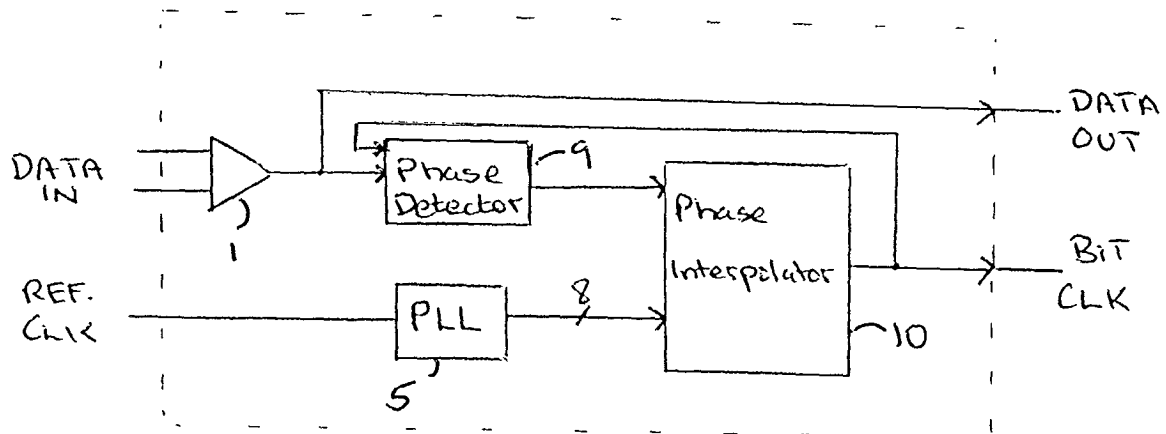 DATA
IN
1
Phase
Detector
9
Phase
Interpolator
10
DATA
OUT
BIT
CLK
REF.
CLK
PLL
5
8